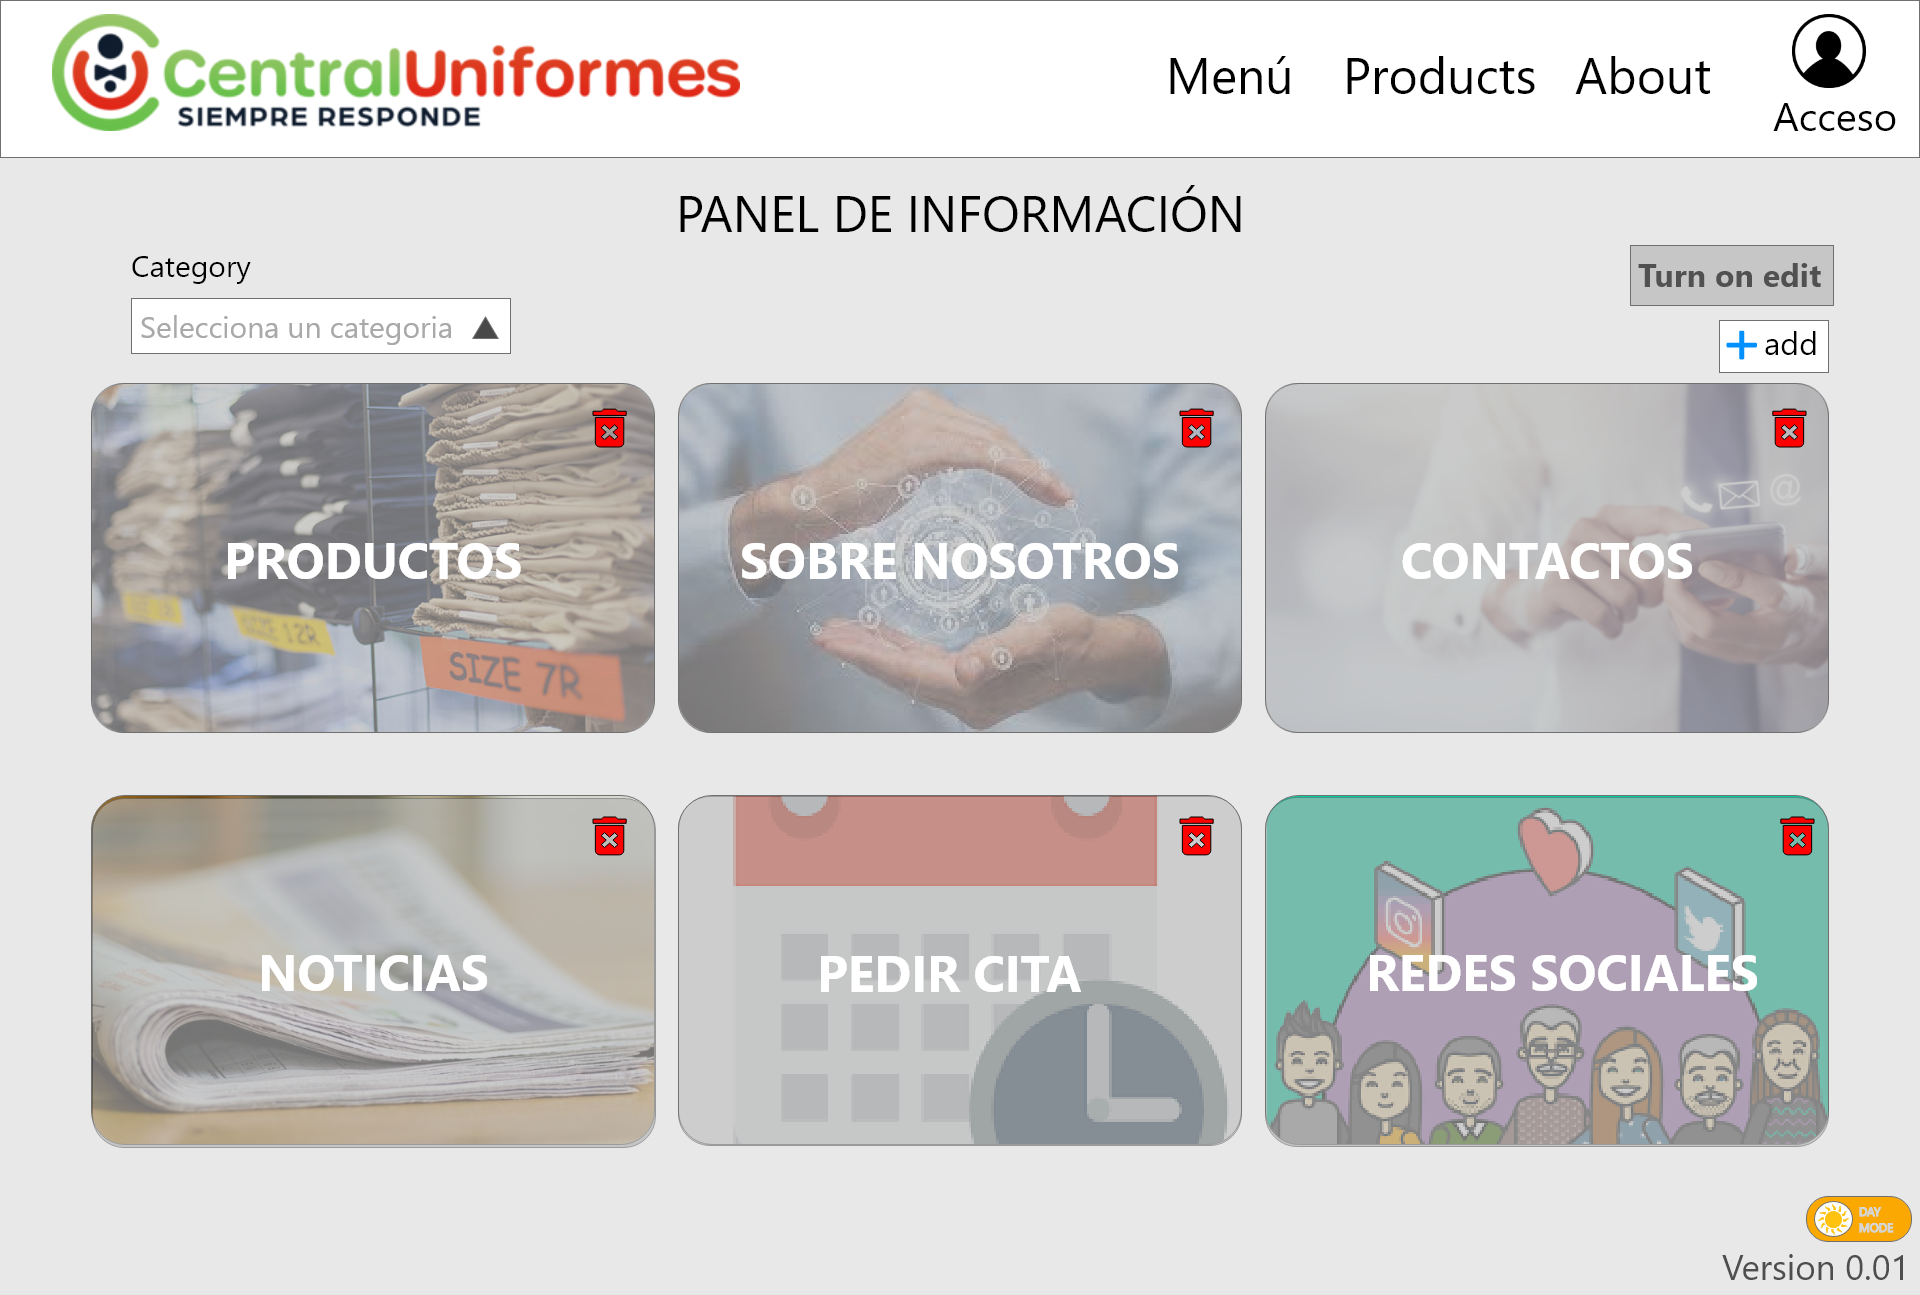 CentralUniformes
SIEMPRE RESPONDE
Menú
Products
About
Acceso
PANEL DE INFORMACIÓN
Category
Selecciona un categoria
Turn on edit
add
PRODUCTOS
12R
SIZE 7R
SOBRE NOSOTROS
CONTACTOS
@
NOTICIAS
PEDIR CITA
REDES SOCIALES
DAY
MODE
Version 0.01